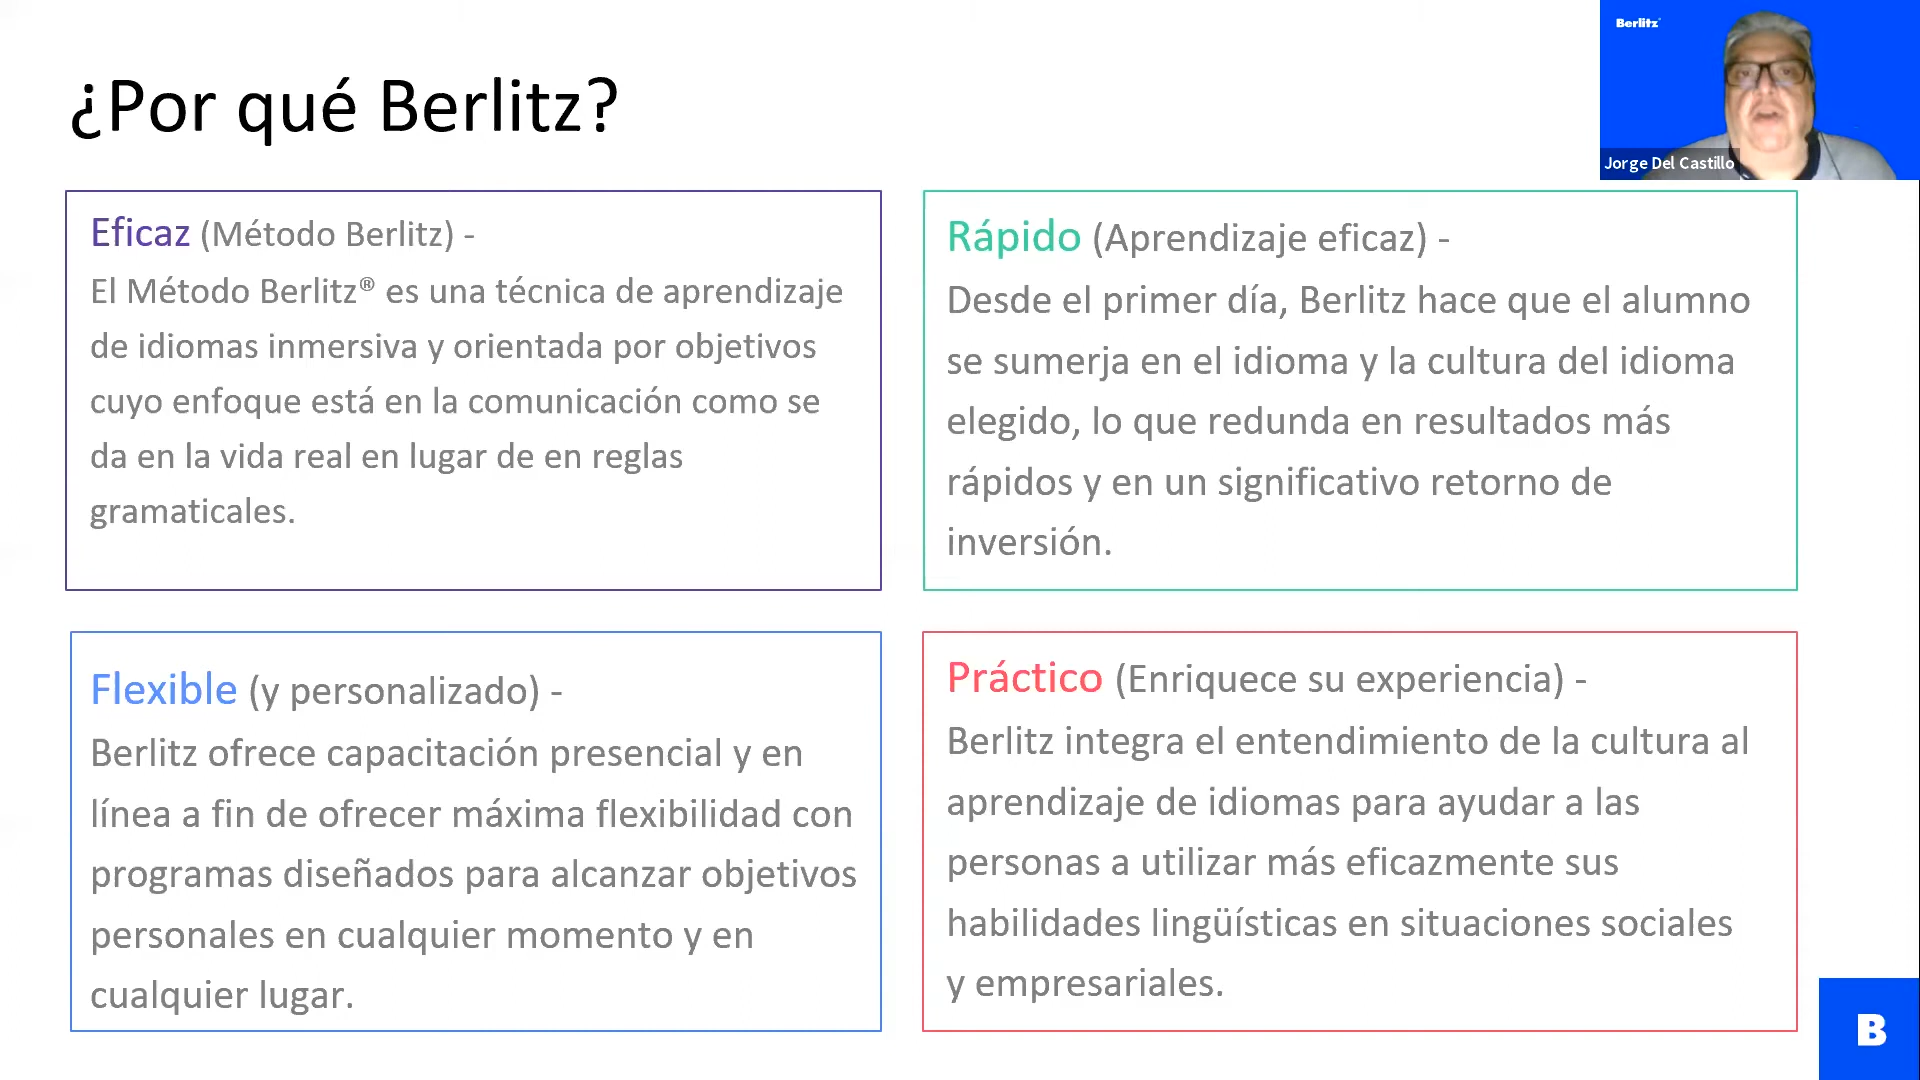 ¿Por qué Berlitz?
Berlitz
Jorge Del Castillo
Eficaz (Método Berlitz) -
El Método Berlitz® es una técnica de aprendizaje
de idiomas inmersiva y orientada por objetivos
cuyo enfoque está en la comunicación como se
da en la vida real en lugar de en reglas
gramaticales.
Rápido (Aprendizaje eficaz) -
Desde el primer día, Berlitz hace que el alumno
se sumerja en el idioma y la cultura del idioma
elegido, lo que redunda en resultados más
rápidos y en un significativo retorno de
inversión.
Flexible (y personalizado) -
Berlitz ofrece capacitación presencial y en
línea a fin de ofrecer máxima flexibilidad con
programas diseñados para alcanzar objetivos
personales en cualquier momento y en
cualquier lugar.
Práctico (Enriquece su experiencia) -
Berlitz integra el entendimiento de la cultura al
aprendizaje de idiomas para ayudar a las
personas a utilizar más eficazmente sus
habilidades lingüísticas en situaciones sociales
y empresariales.
B